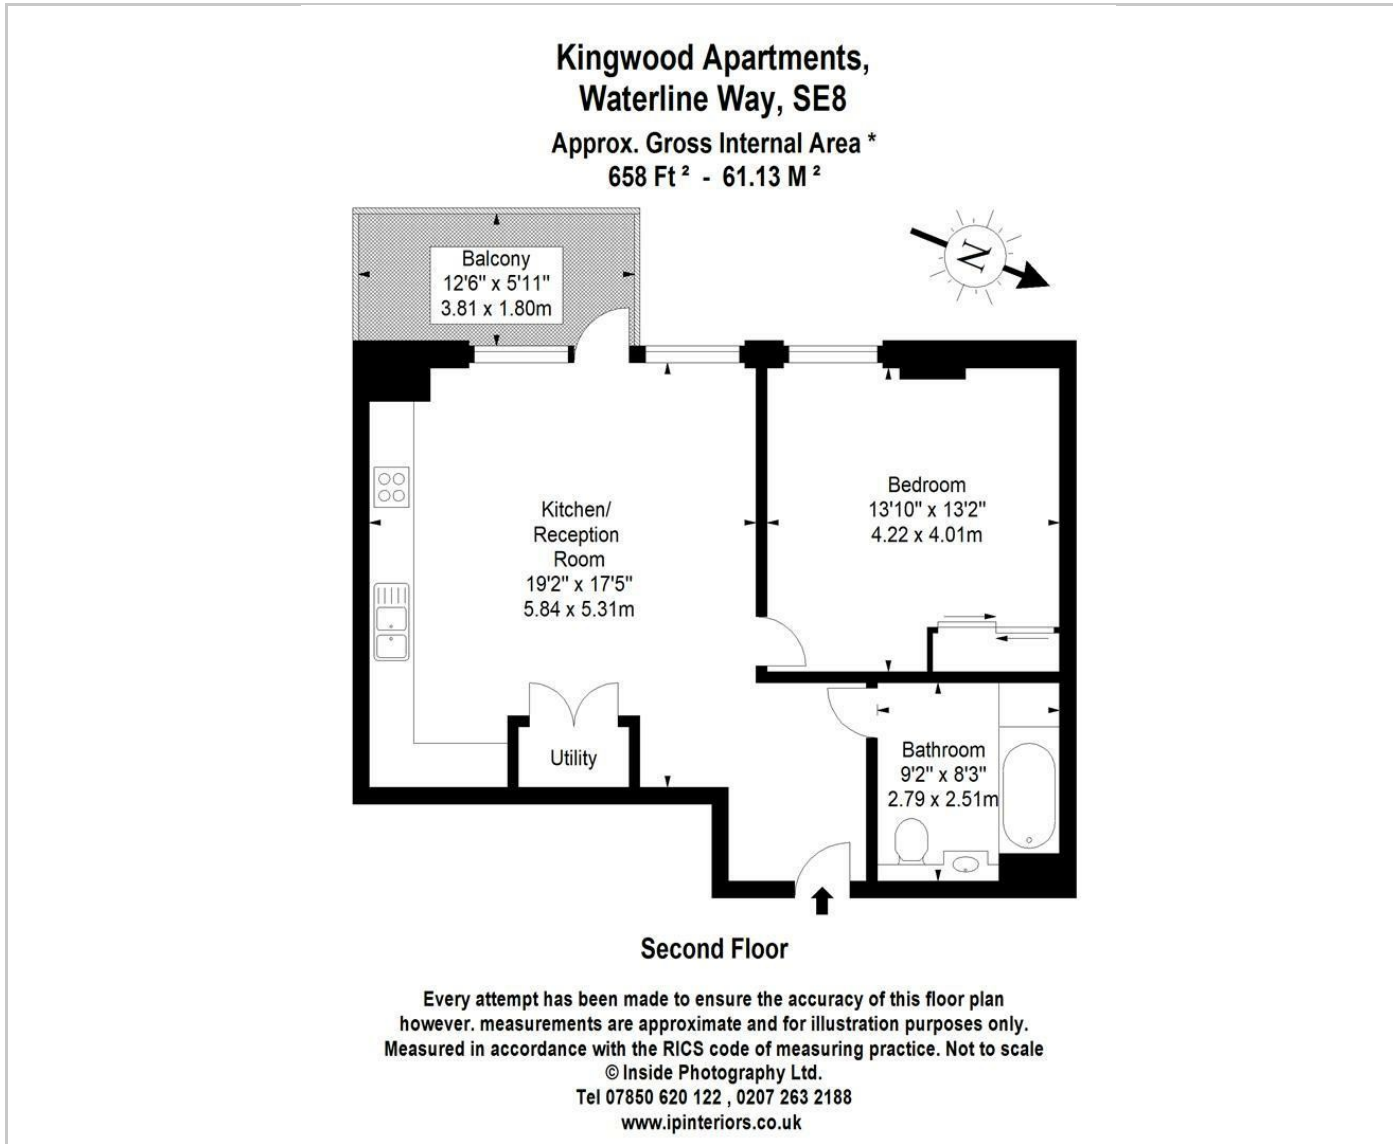 Kingwood Apartments,
Waterline Way, SE8
Approx. Gross Internal Area *
658 Ft ² - 61.13 M ²
Balcony
12'6" x 5'11"
3.81 x 1.80m
N
Kitchen/
Reception
Room
19'2" x 17'5"
5.84 x 5.31m
Bedroom
13'10" x 13'2"
4.22 x 4.01m
Utility
Bathroom
9'2" x 8'3"
2.79 x 2.51m
Second Floor
Every attempt has been made to ensure the accuracy of this floor plan
however. measurements are approximate and for illustration purposes only.
Measured in accordance with the RICS code of measuring practice. Not to scale
© Inside Photography Ltd.
Tel 07850 620 122 , 0207 263 2188
www.ipinteriors.co.uk